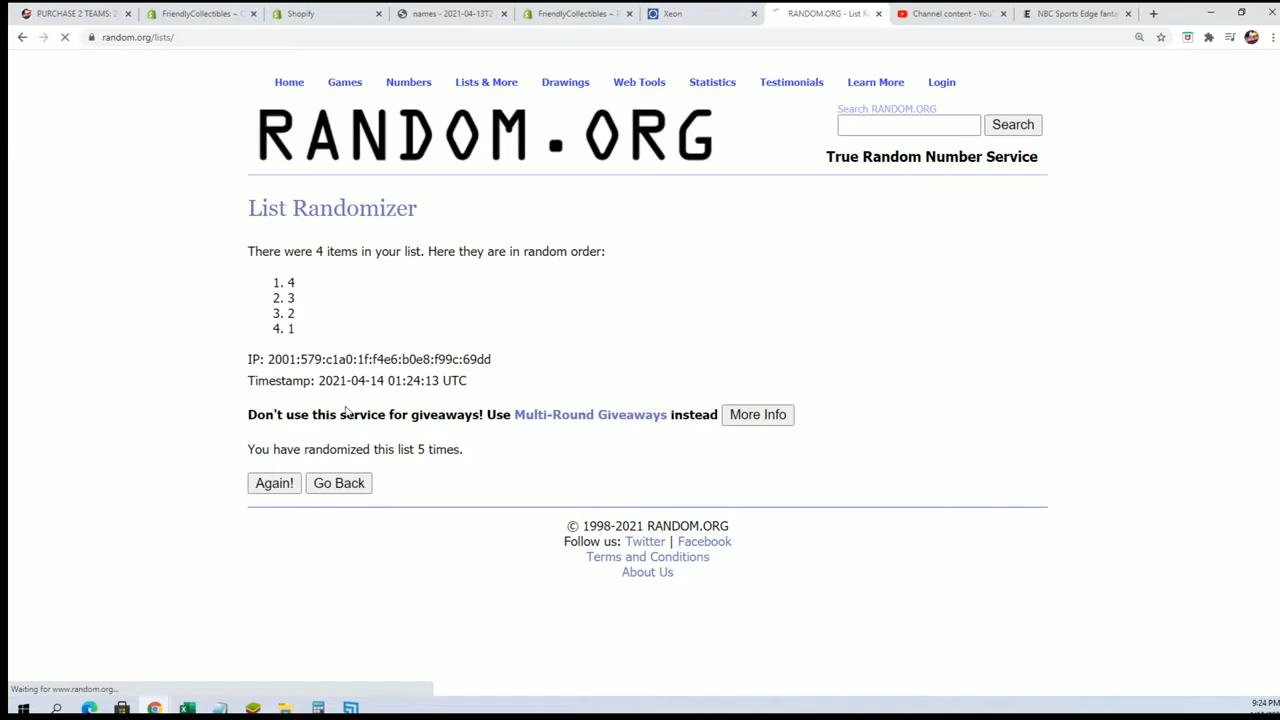 PURCHASE 2 TEAMS: 2
FriendlyCollectibles ~ C
Shopify
names - 2021-04-13T2
FriendlyCollectibles ~ F
Xeon
RANDOM.ORG - List R
Channel content - You
NBC Sports Edge fanta
random.org/lists/
Home Games Numbers Lists & More Drawings Web Tools Statistics Testimonials Learn More Login
RANDOM.ORG
Search RANDOM.ORG
Search
True Random Number Service
List Randomizer
There were 4 items in your list. Here they are in random order:
1. 4
2. 3
3. 2
4. 1
IP: 2001:579:c1a0:1f:f4e6:b0e8:f99c:69dd
Timestamp: 2021-04-14 01:24:13 UTC
Don't use this service for giveaways! Use Multi-Round Giveaways instead More Info
You have randomized this list 5 times.
Again! Go Back
© 1998-2021 RANDOM.ORG
Follow us: Twitter | Facebook
Terms and Conditions
About Us
Waiting for www.random.org...
9:24 PM